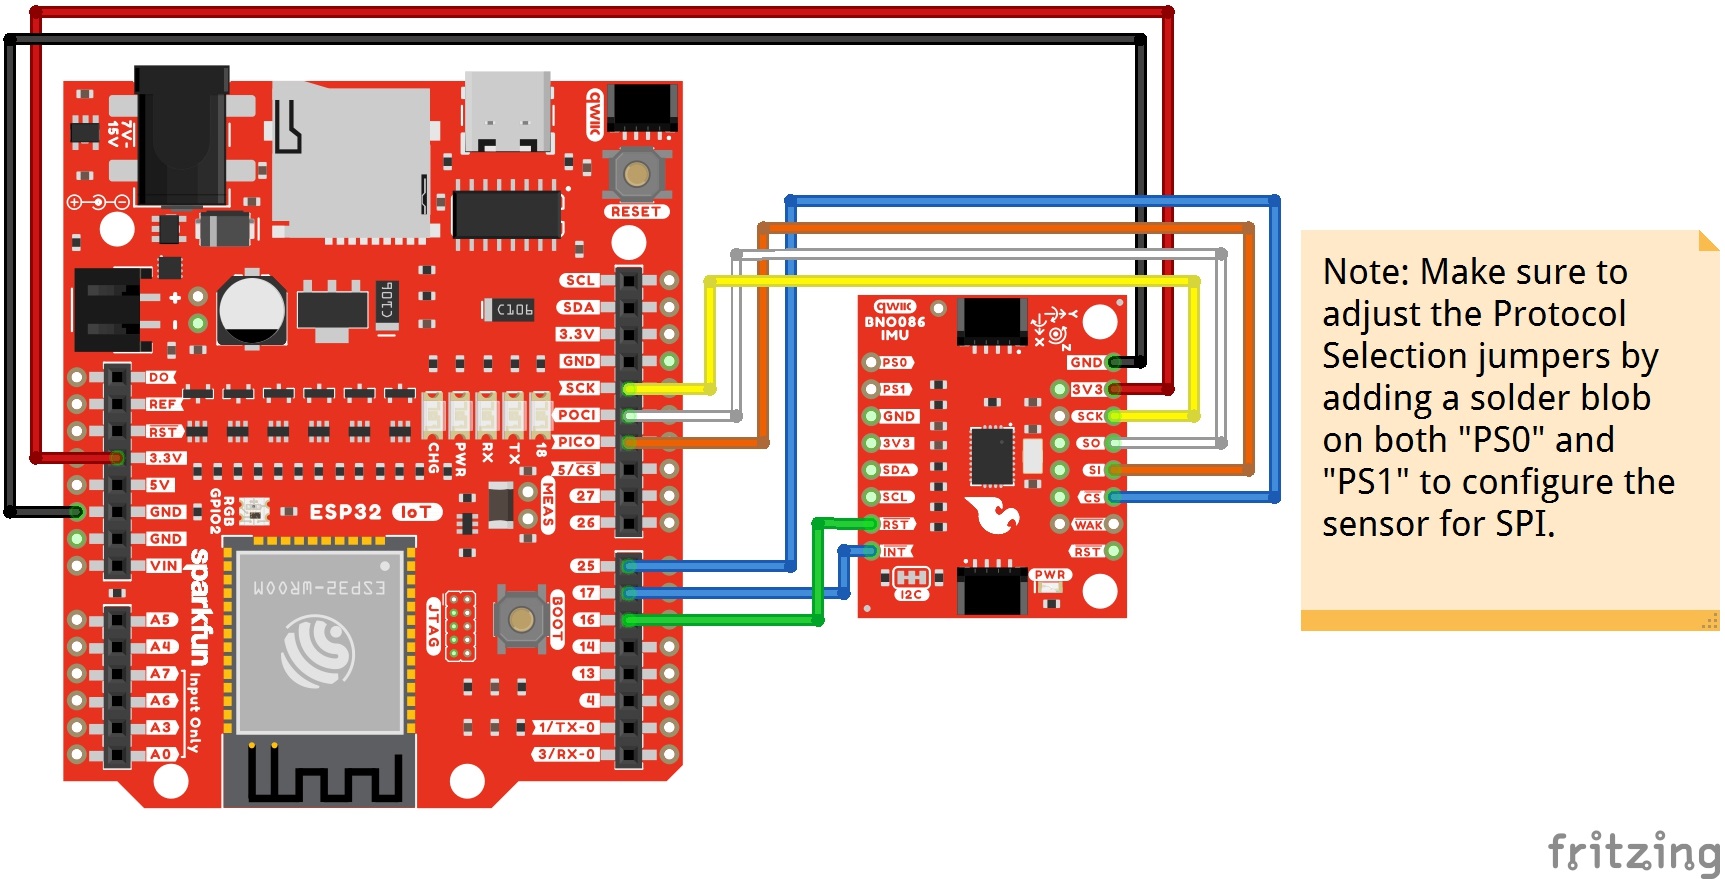 7V-
15V
QWIIC
RESET
+
-
C106
C106
SCL
SDA
3.3V
GND
SCK
POCI
PICO
5/CS
27
26
DO
REF
RST
3.3V
5V
GND
GND
VIN
CHG
PWR
RX
TX
18
MEAS
RGB
GPIO2
ESP32 IoT
sparkfun
ESP32-WROOM
JTAG
BOOT
25
17
16
14
13
4
1/TX-0
3/RX-0
A5
A4
A7
A6
A3
A0
Input Only
QWIIC
BNO086
IMU
X
Y
Z
PS0
PS1
GND
3V3
SDA
SCL
RST
INT
I2C
GND
3V3
SCK
SO
SI
CS
WAK
RST
PWR
Note: Make sure to
adjust the Protocol
Selection jumpers by
adding a solder blob
on both "PS0" and
"PS1" to configure the
sensor for SPI.
fritzing